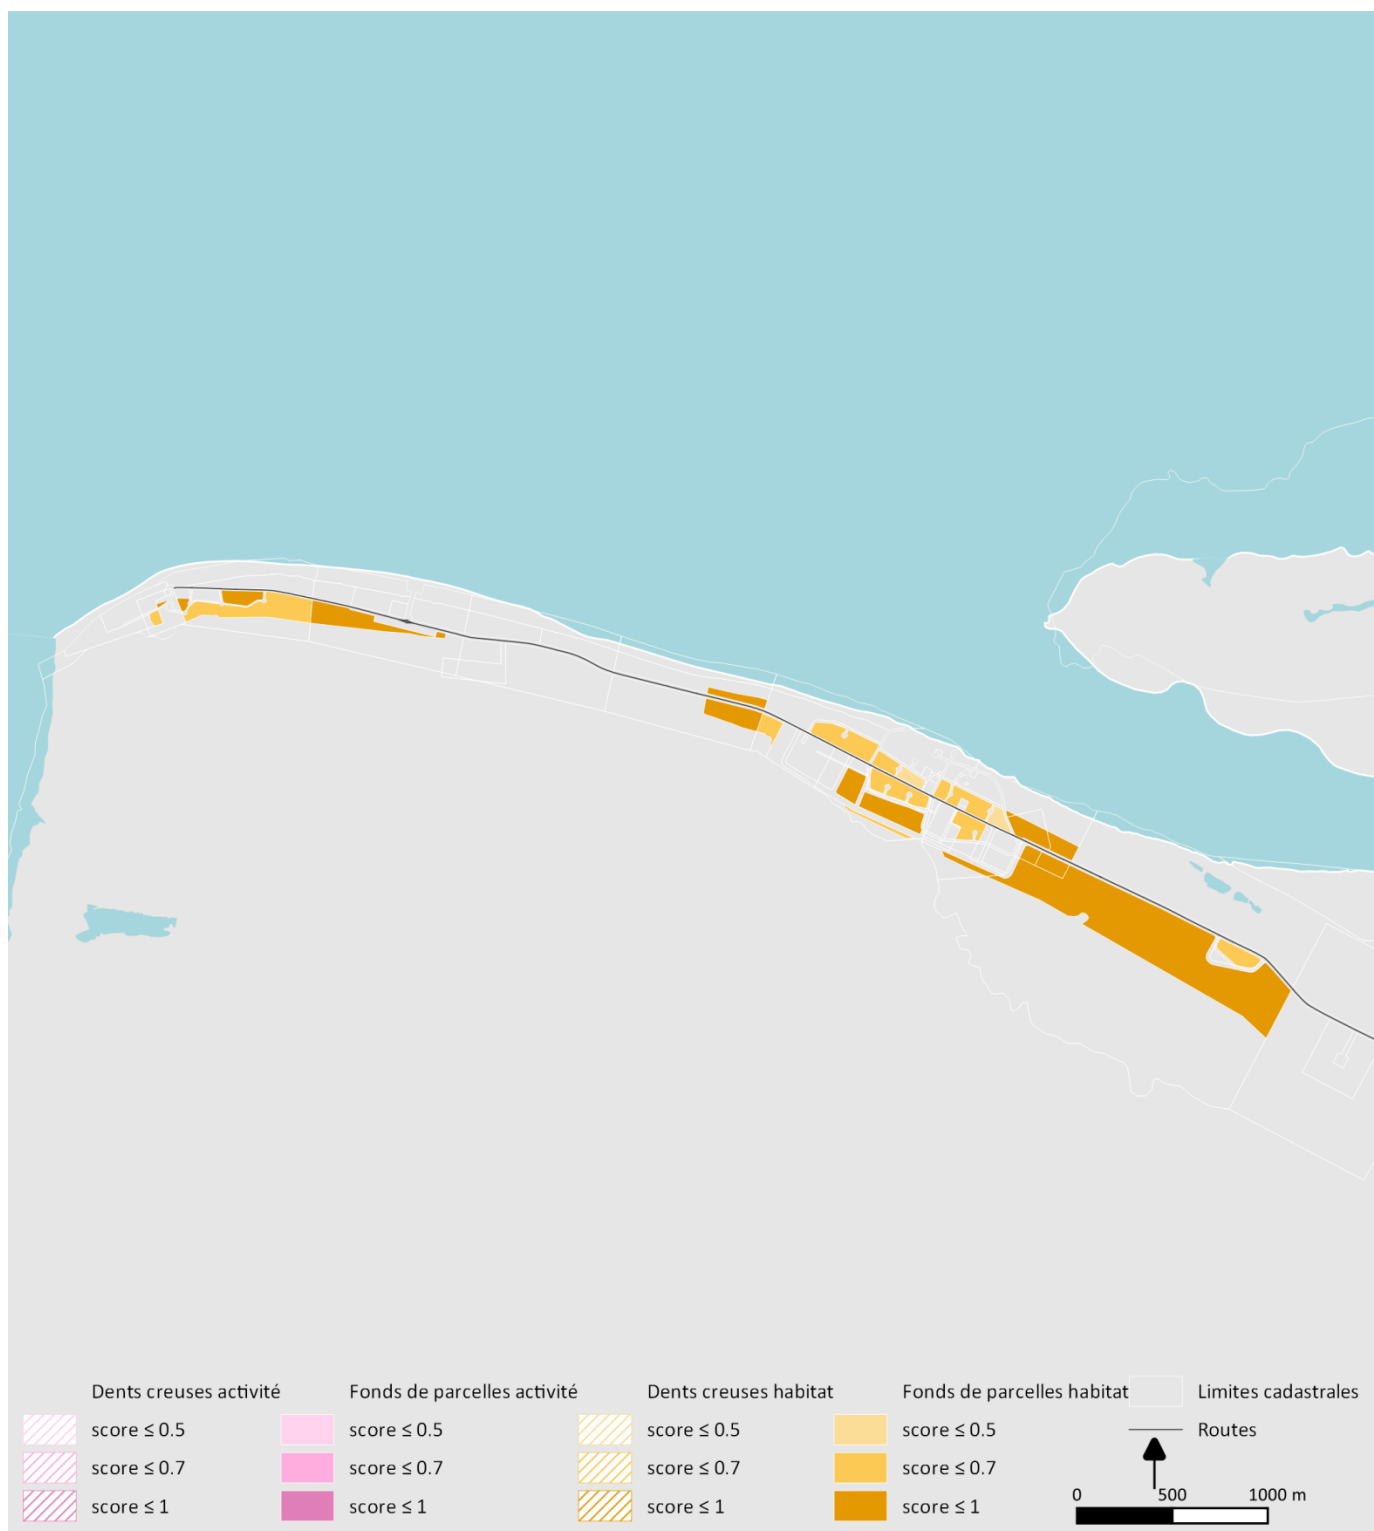 Dents creuses activité Fonds de parcelles activité Dents creuses habitat Fonds de parcelles habitat Limites cadastrales
score ≤ 0.5 score ≤ 0.5 score ≤ 0.5 score ≤ 0.5 Routes
score ≤ 0.7 score ≤ 0.7 score ≤ 0.7 score ≤ 0.7
0 500 1000 m
score ≤ 1 score ≤ 1 score ≤ 1 score ≤ 1